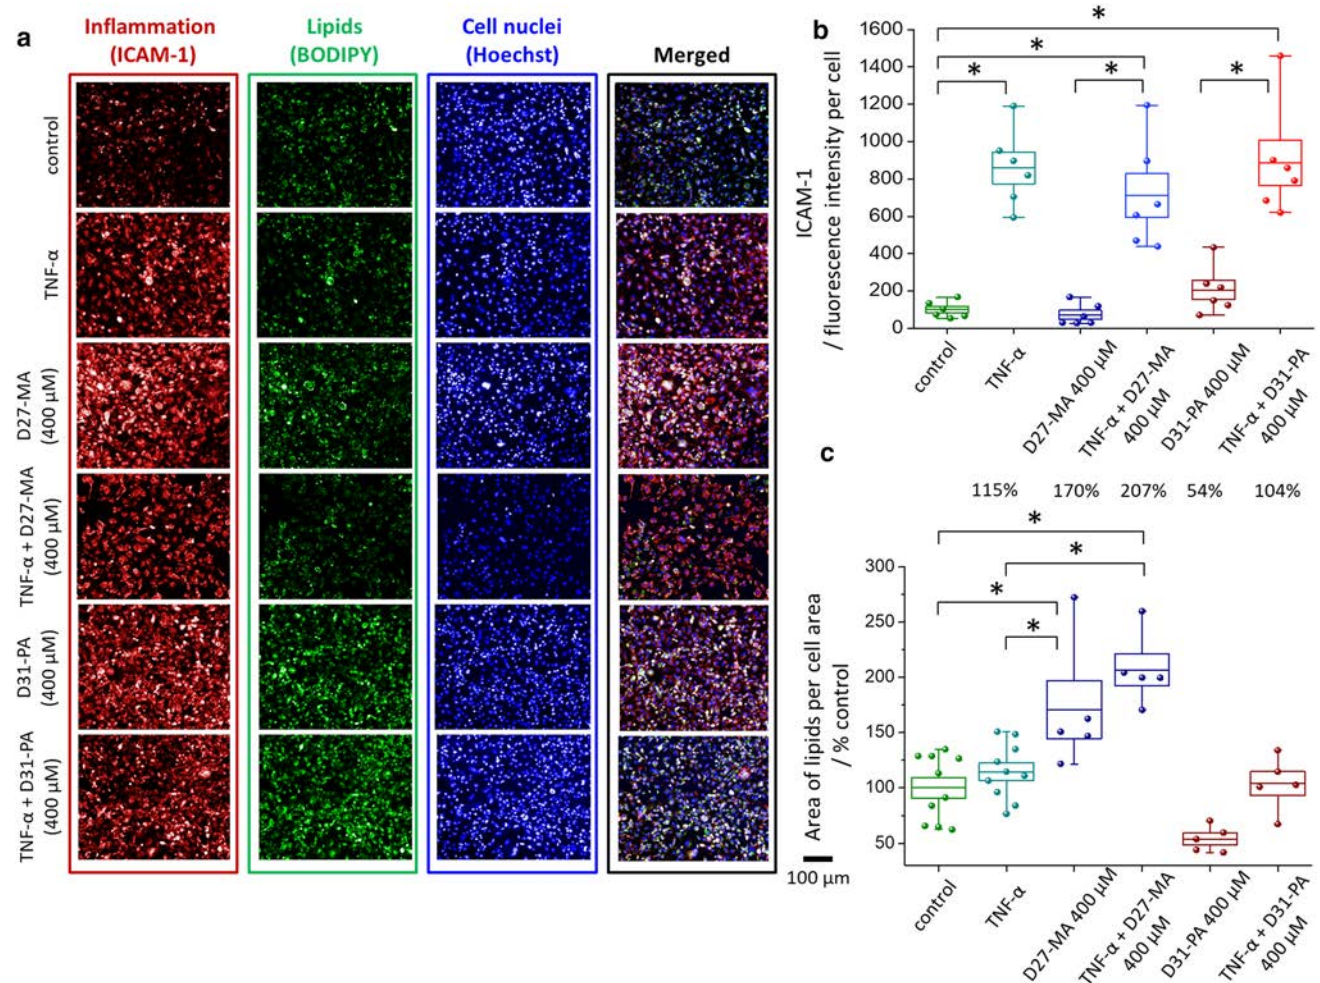 a
Inflammation
(ICAM-1)
Lipids
(BODIPY)
Cell nuclei
(Hoechst)
Merged
control
TNF-α
D27-MA
(400 µM)
TNF-α + D27-MA
(400 µM)
D31-PA
(400 µM)
TNF-α + D31-PA
(400 µM)
100 µm
b
ICAM-1
/ fluorescence intensity per cell
1600
1400
1200
1000
800
600
400
200
0
*
*
*
*
*
control
TNF-α
D27-MA 400 µM
TNF-α + D27-MA
400 µM
D31-PA 400 µM
TNF-α + D31-PA
400 µM
c
115% 170% 207% 54% 104%
Area of lipids per cell area
/ % control
300
250
200
150
100
50
*
*
*
*
control
TNF-α
D27-MA 400 µM
TNF-α + D27-MA
400 µM
D31-PA 400 µM
TNF-α + D31-PA
400 µM